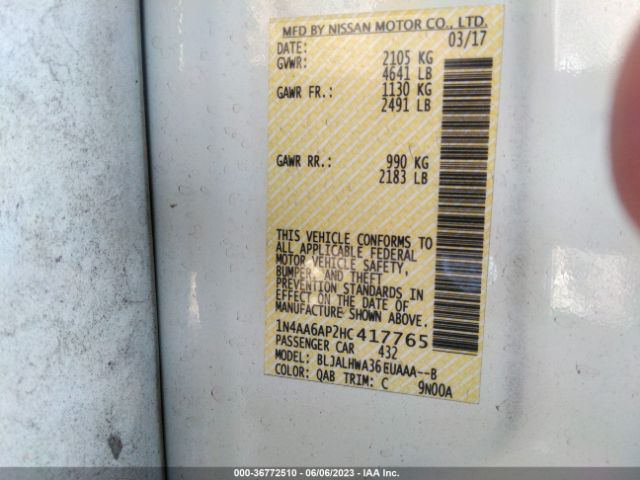 MFD BY NISSAN MOTOR CO., LTD.
DATE: 03/17
GVWR: 2105 KG
4641 LB
GAWR FR.: 1130 KG
2491 LB
GAWR RR.: 990 KG
2183 LB
THIS VEHICLE CONFORMS TO
ALL APPLICABLE FEDERAL
MOTOR VEHICLE SAFETY,
BUMPER, AND THEFT
PREVENTION STANDARDS IN
EFFECT ON THE DATE OF
MANUFACTURE SHOWN ABOVE.
1N4AA6AP2HC417765
PASSENGER CAR 432
MODEL: BLJALHWA36EUAAA--B
COLOR: QAB TRIM: C 9N00A
000-36772510 - 06/06/2023 - IAA Inc.